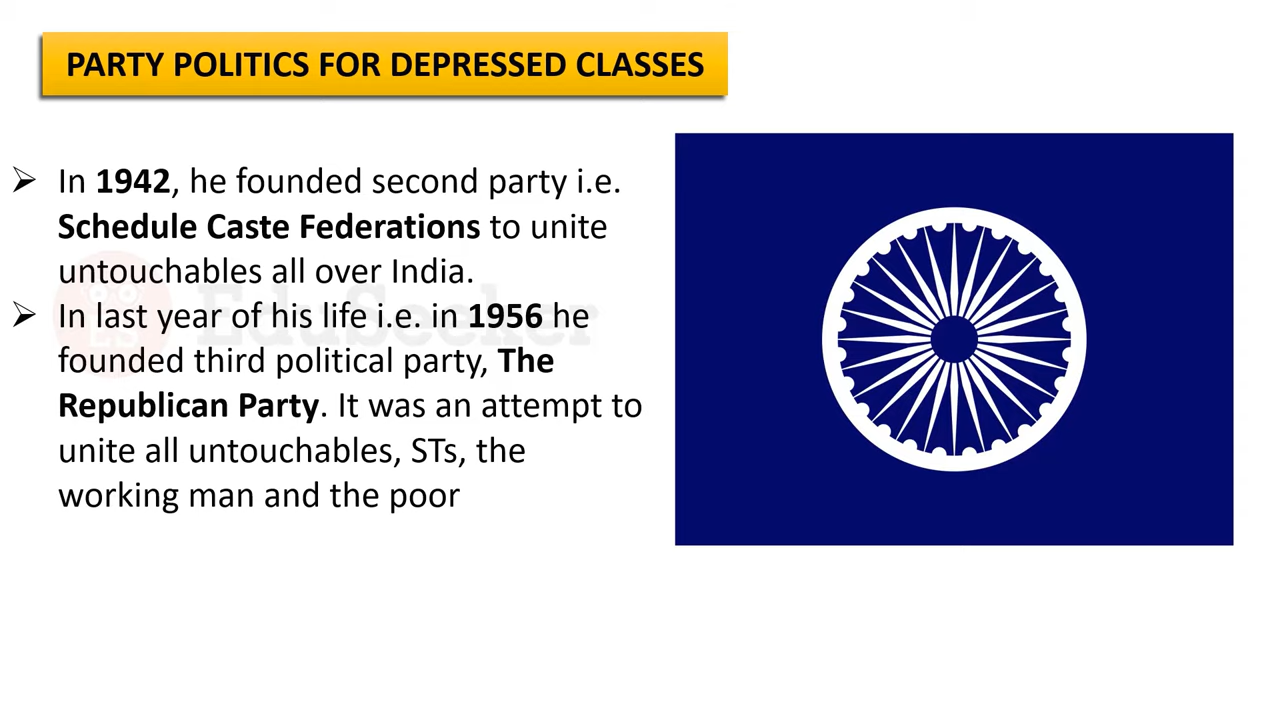 PARTY POLITICS FOR DEPRESSED CLASSES
➢ In 1942, he founded second party i.e.
Schedule Caste Federations to unite
untouchables all over India.
➢ In last year of his life i.e. in 1956 he
founded third political party, The
Republican Party. It was an attempt to
unite all untouchables, STs, the
working man and the poor
EduSeeker